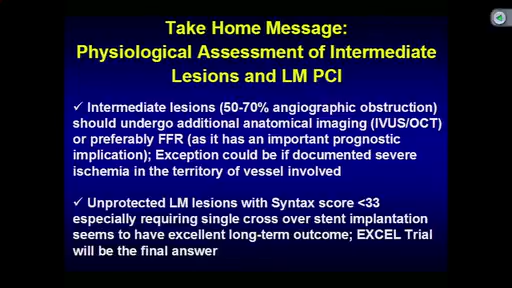 Take Home Message:
Physiological Assessment of Intermediate
Lesions and LM PCI
✓ Intermediate lesions (50-70% angiographic obstruction)
should undergo additional anatomical imaging (IVUS/OCT)
or preferably FFR (as it has an important prognostic
implication); Exception could be if documented severe
ischemia in the territory of vessel involved
✓ Unprotected LM lesions with Syntax score <33
especially requiring single cross over stent implantation
seems to have excellent long-term outcome; EXCEL Trial
will be the final answer